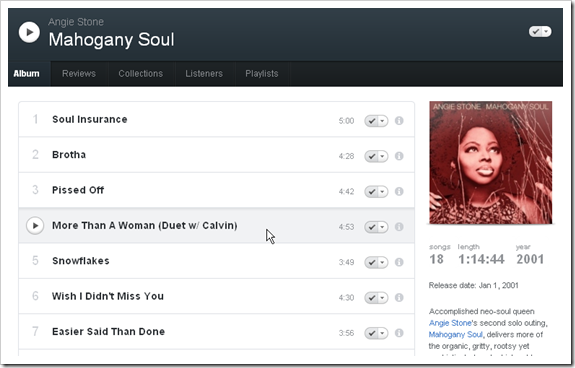 Angie Stone
Mahogany Soul
Album Reviews Collections Listeners Playlists
1 Soul Insurance 5:00
2 Brotha 4:28
3 Pissed Off 4:42
More Than A Woman (Duet w/ Calvin) 4:53
5 Snowflakes 3:49
6 Wish I Didn't Miss You 4:30
7 Easier Said Than Done 3:56
ANGIE STONE, MAHOGANY SOUL
songs length year
18 1:14:44 2001
Release date: Jan 1, 2001
Accomplished neo-soul queen
Angie Stone's second solo outing,
Mahogany Soul, delivers more of
the organic, gritty, rootsy yet